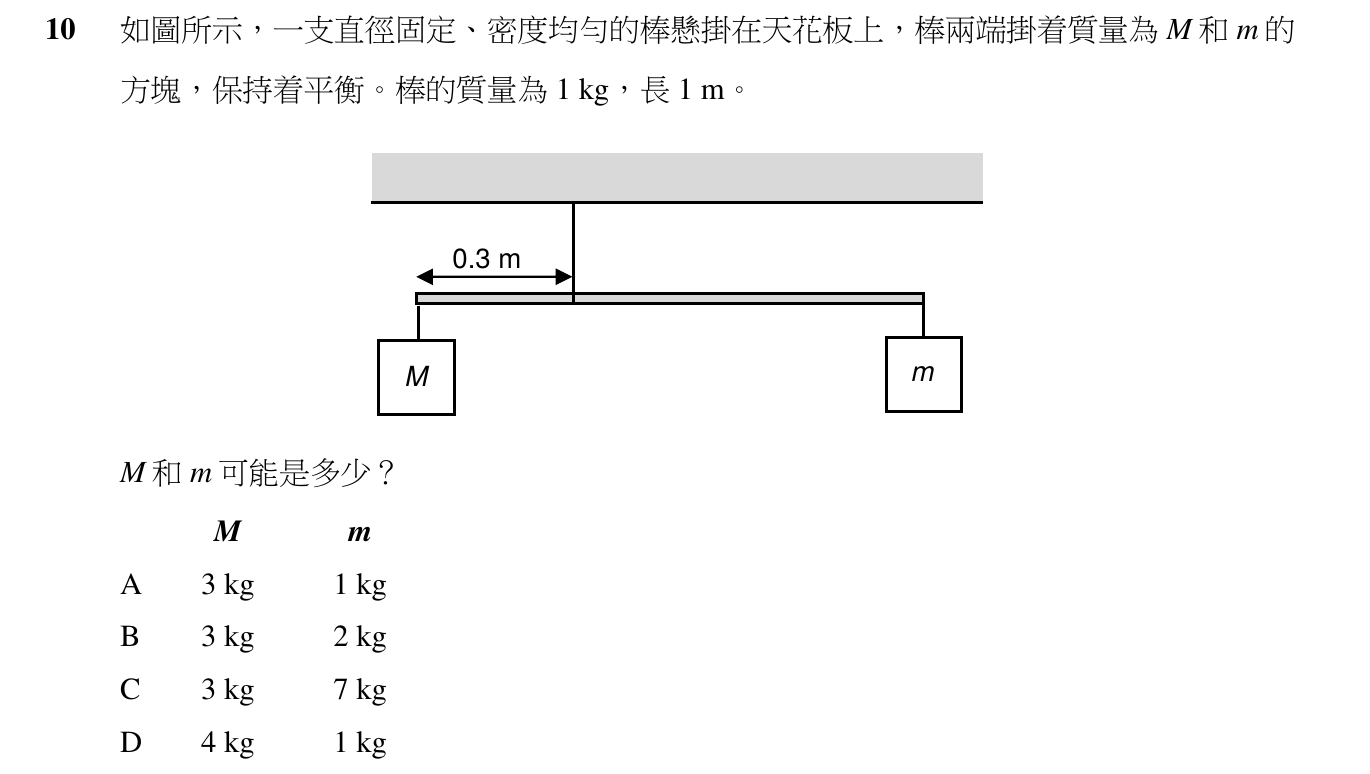 10 如圖所示，一支直徑固定、密度均勻的棒懸掛在天花板上，棒兩端掛着質量為 M 和 m 的
方塊，保持着平衡。棒的質量為 1 kg，長 1 m。
0.3 m
M
m
M 和 m 可能是多少？
M m
A 3 kg 1 kg
B 3 kg 2 kg
C 3 kg 7 kg
D 4 kg 1 kg